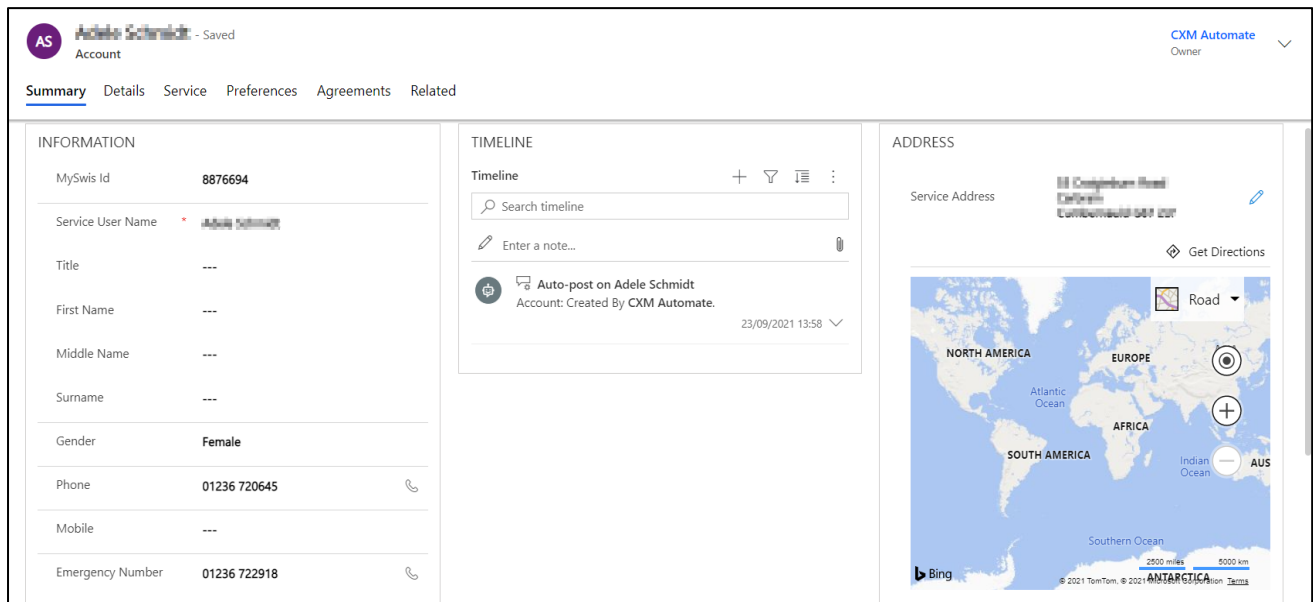 AS
- Saved
Account
CXM Automate
Owner
Summary Details Service Preferences Agreements Related
INFORMATION
MySwis Id 8876694
Service User Name *
Title ---
First Name ---
Middle Name ---
Surname ---
Gender Female
Phone 01236 720645
Mobile ---
Emergency Number 01236 722918
TIMELINE
Timeline
Search timeline
Enter a note...
Auto-post on Adele Schmidt
Account: Created By CXM Automate.
23/09/2021 13:58
ADDRESS
Service Address
Get Directions
Road
NORTH AMERICA
EUROPE
Atlantic
Ocean
AFRICA
SOUTH AMERICA
Indian
Ocean
AUS
Southern Ocean
2500 miles 5000 km
Bing
© 2021 TomTom, © 2021 Microsoft Corporation Terms
ANTARCTICA